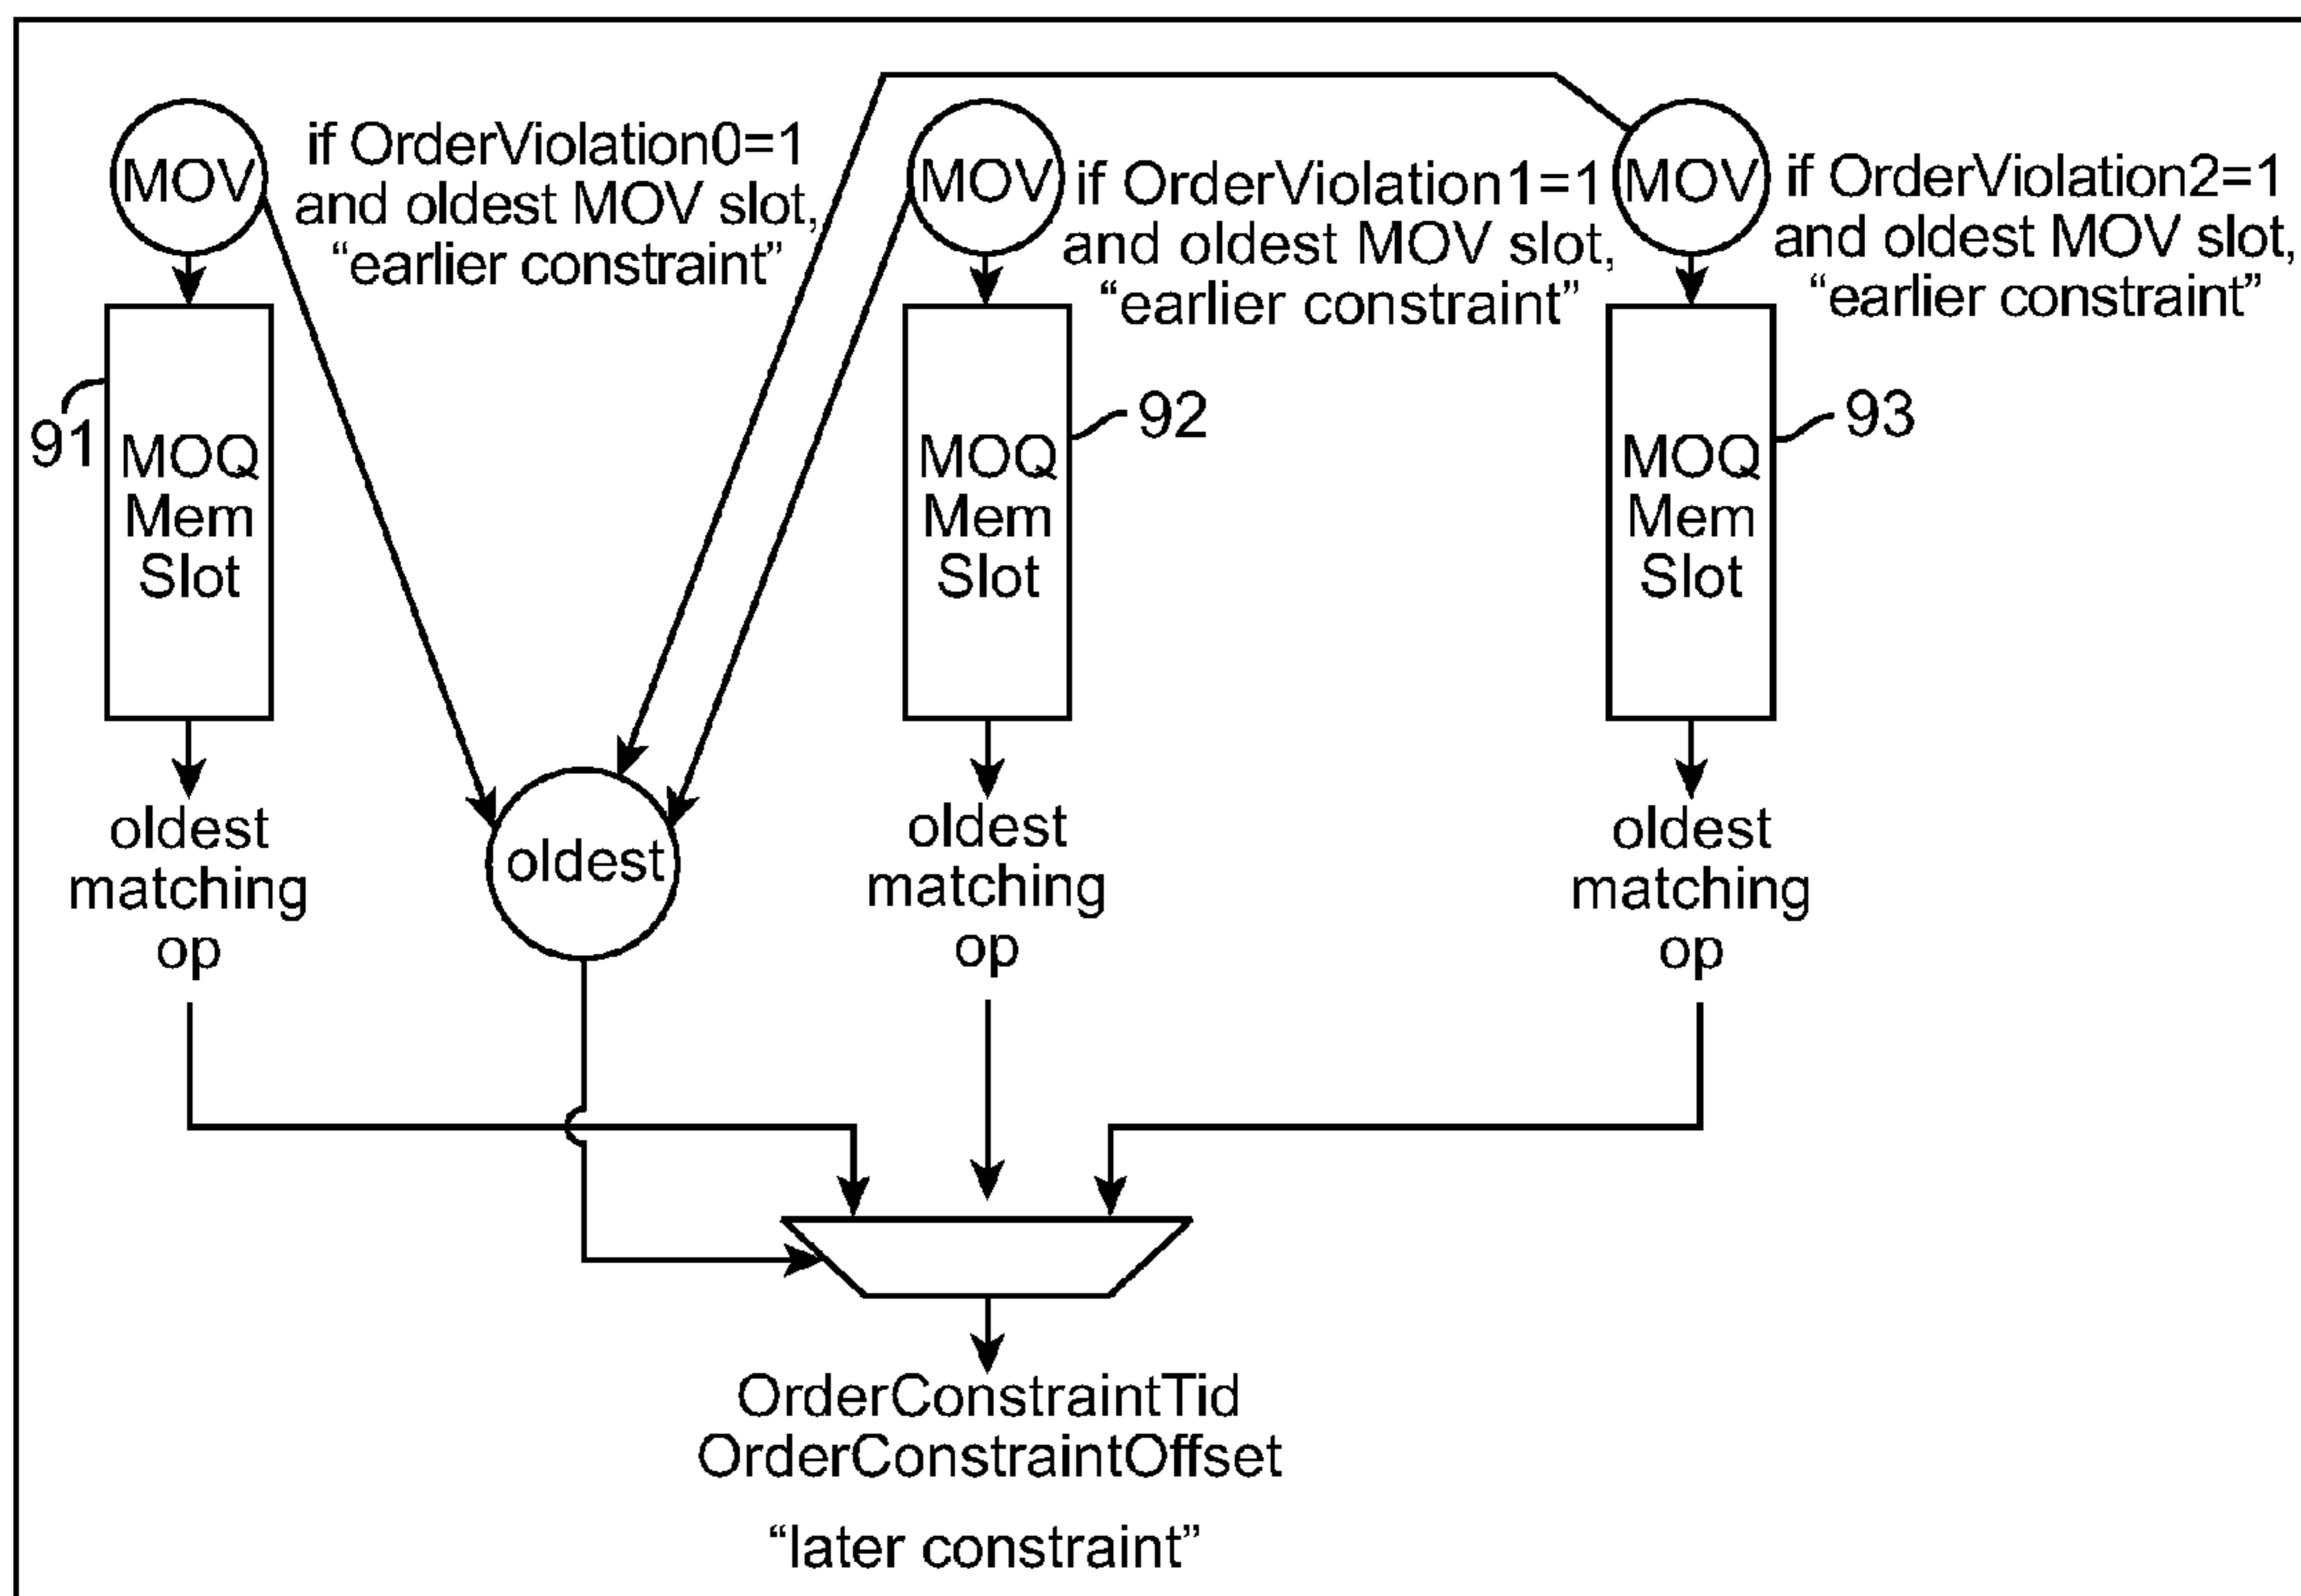 MOV
if OrderViolation0=1
and oldest MOV slot,
“earlier constraint”
MOV
if OrderViolation1=1
and oldest MOV slot,
“earlier constraint”
MOV
if OrderViolation2=1
and oldest MOV slot,
“earlier constraint”
91
MOQ
Mem
Slot
92
MOQ
Mem
Slot
93
MOQ
Mem
Slot
oldest
matching
op
oldest
oldest
matching
op
oldest
matching
op
OrderConstraintTid
OrderConstraintOffset
“later constraint”